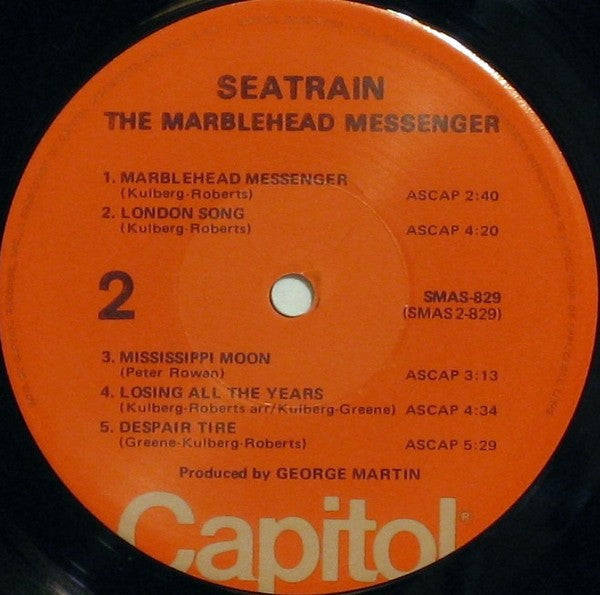 SEATRAIN
THE MARBLEHEAD MESSENGER
1. MARBLEHEAD MESSENGER
(Kulberg-Roberts) ASCAP 2:40
2. LONDON SONG
(Kulberg-Roberts) ASCAP 4:20
2
SMAS-829
(SMAS 2-829)
3. MISSISSIPPI MOON
(Peter Rowan) ASCAP 3:13
4. LOSING ALL THE YEARS
(Kulberg-Roberts arr/Kulberg-Greene) ASCAP 4:34
5. DESPAIR TIRE
(Greene-Kulberg-Roberts) ASCAP 5:29
Produced by GEORGE MARTIN
Capitol®